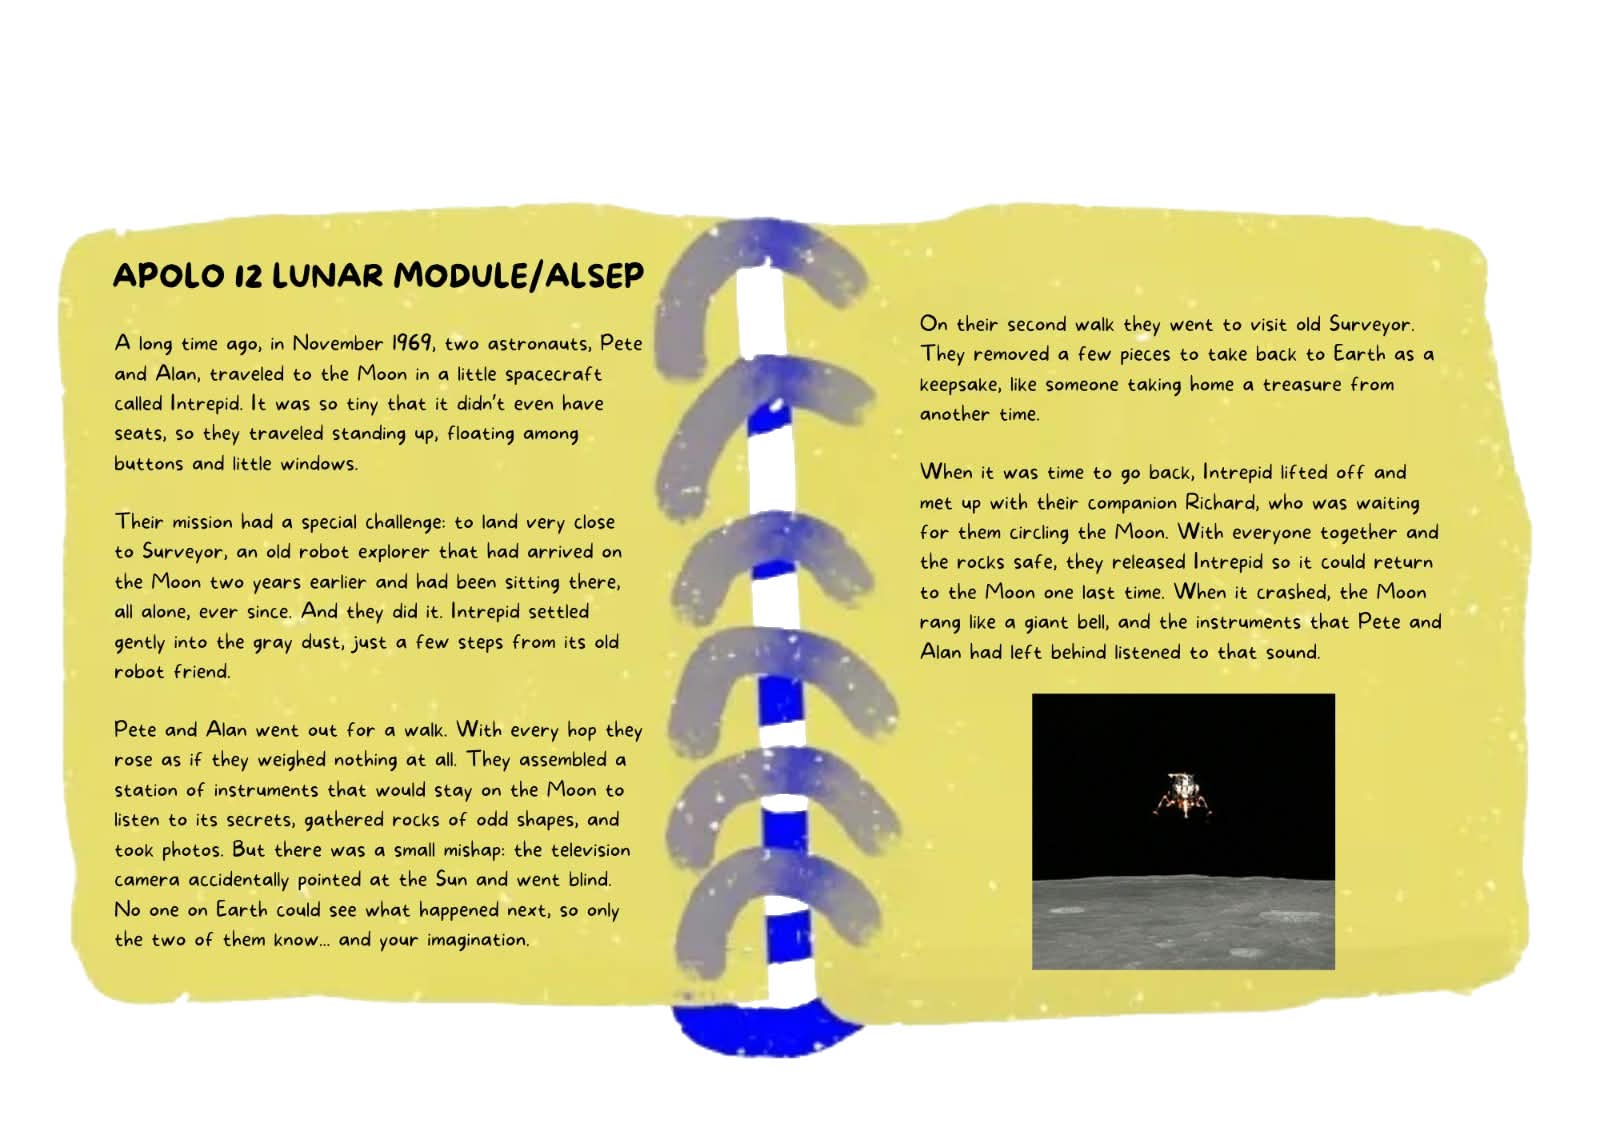 APOLO 12 LUNAR MODULE/ALSEP
A long time ago, in November 1969, two astronauts, Pete
and Alan, traveled to the Moon in a little spacecraft
called Intrepid. It was so tiny that it didn't even have
seats, so they traveled standing up, floating among
buttons and little windows.
Their mission had a special challenge: to land very close
to Surveyor, an old robot explorer that had arrived on
the Moon two years earlier and had been sitting there,
all alone, ever since. And they did it. Intrepid settled
gently into the gray dust, just a few steps from its old
robot friend.
Pete and Alan went out for a walk. With every hop they
rose as if they weighed nothing at all. They assembled a
station of instruments that would stay on the Moon to
listen to its secrets, gathered rocks of odd shapes, and
took photos. But there was a small mishap: the television
camera accidentally pointed at the Sun and went blind.
No one on Earth could see what happened next, so only
the two of them know... and your imagination.
On their second walk they went to visit old Surveyor.
They removed a few pieces to take back to Earth as a
keepsake, like someone taking home a treasure from
another time.
When it was time to go back, Intrepid lifted off and
met up with their companion Richard, who was waiting
for them circling the Moon. With everyone together and
the rocks safe, they released Intrepid so it could return
to the Moon one last time. When it crashed, the Moon
rang like a giant bell, and the instruments that Pete and
Alan had left behind listened to that sound.